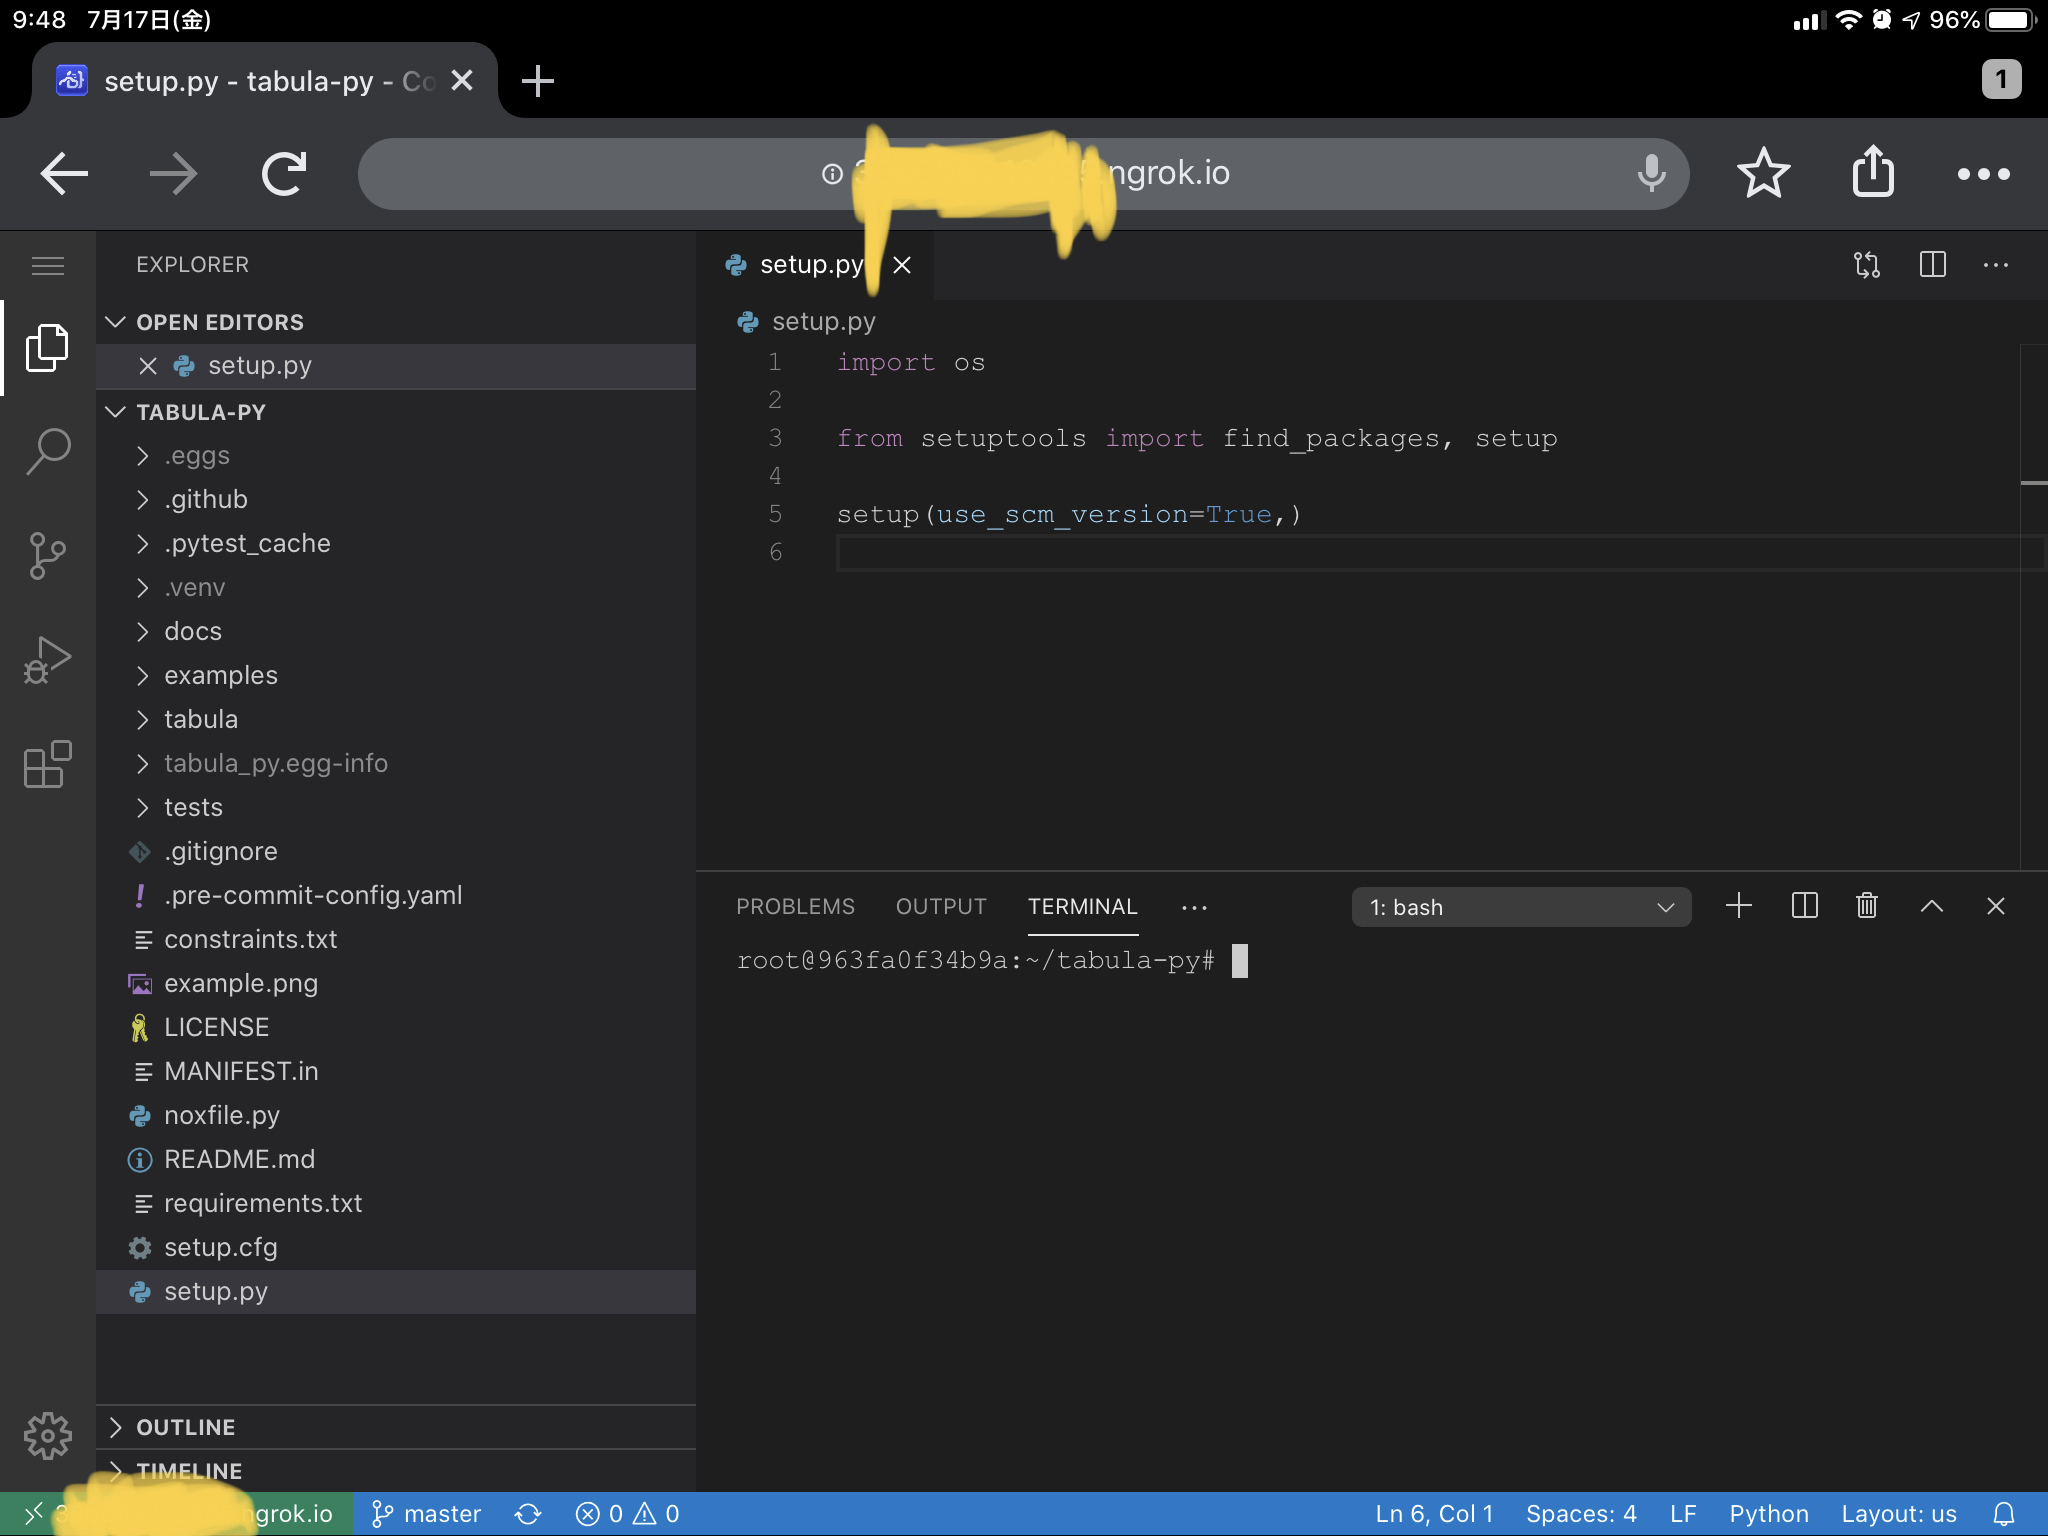 9:48 7月17日(金)
96%
setup.py - tabula-py - Co
1
ngrok.io
EXPLORER
OPEN EDITORS
setup.py
TABULA-PY
.eggs
.github
.pytest_cache
.venv
docs
examples
tabula
tabula_py.egg-info
tests
.gitignore
.pre-commit-config.yaml
constraints.txt
example.png
LICENSE
MANIFEST.in
noxfile.py
README.md
requirements.txt
setup.cfg
setup.py
OUTLINE
TIMELINE
setup.py
setup.py
1 import os
2
3 from setuptools import find_packages, setup
4
5 setup(use_scm_version=True,)
6
PROBLEMS OUTPUT TERMINAL
1: bash
root@963fa0f34b9a:~/tabula-py#
ngrok.io
master
0 0
Ln 6, Col 1 Spaces: 4 LF Python Layout: us